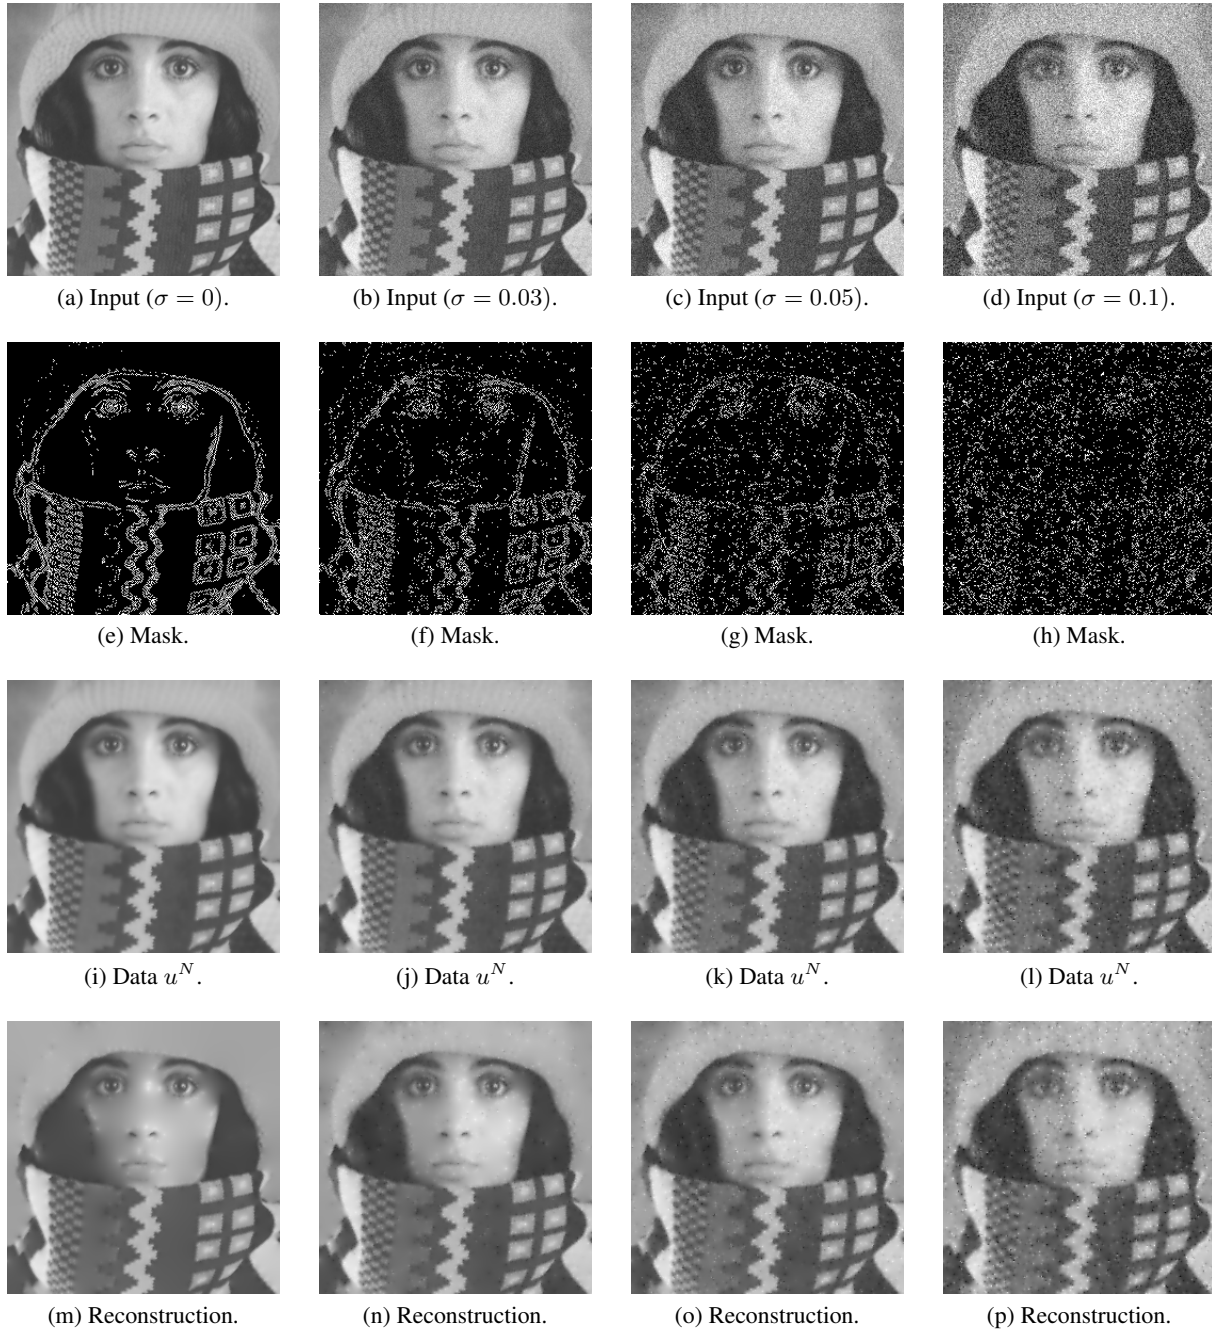 (a) Input (σ = 0). (b) Input (σ = 0.03). (c) Input (σ = 0.05). (d) Input (σ = 0.1).
(e) Mask. (f) Mask. (g) Mask. (h) Mask.
(i) Data u^N. (j) Data u^N. (k) Data u^N. (l) Data u^N.
(m) Reconstruction. (n) Reconstruction. (o) Reconstruction. (p) Reconstruction.